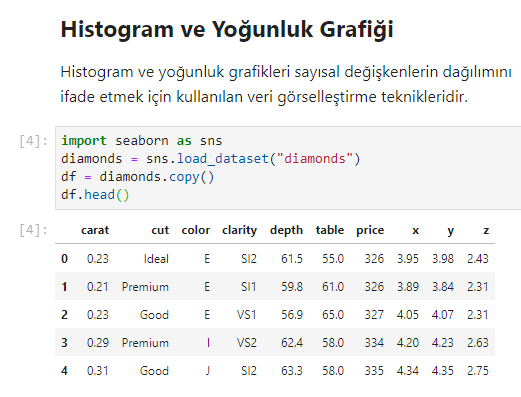 Histogram ve Yoğunluk Grafiği
Histogram ve yoğunluk grafikleri sayısal değişkenlerin dağılımını
ifade etmek için kullanılan veri görselleştirme teknikleridir.
[4]: import seaborn as sns
diamonds = sns.load_dataset("diamonds")
df = diamonds.copy()
df.head()
[4]: carat cut color clarity depth table price x y z
0 0.23 Ideal E SI2 61.5 55.0 326 3.95 3.98 2.43
1 0.21 Premium E SI1 59.8 61.0 326 3.89 3.84 2.31
2 0.23 Good E VS1 56.9 65.0 327 4.05 4.07 2.31
3 0.29 Premium I VS2 62.4 58.0 334 4.20 4.23 2.63
4 0.31 Good J SI2 63.3 58.0 335 4.34 4.35 2.75